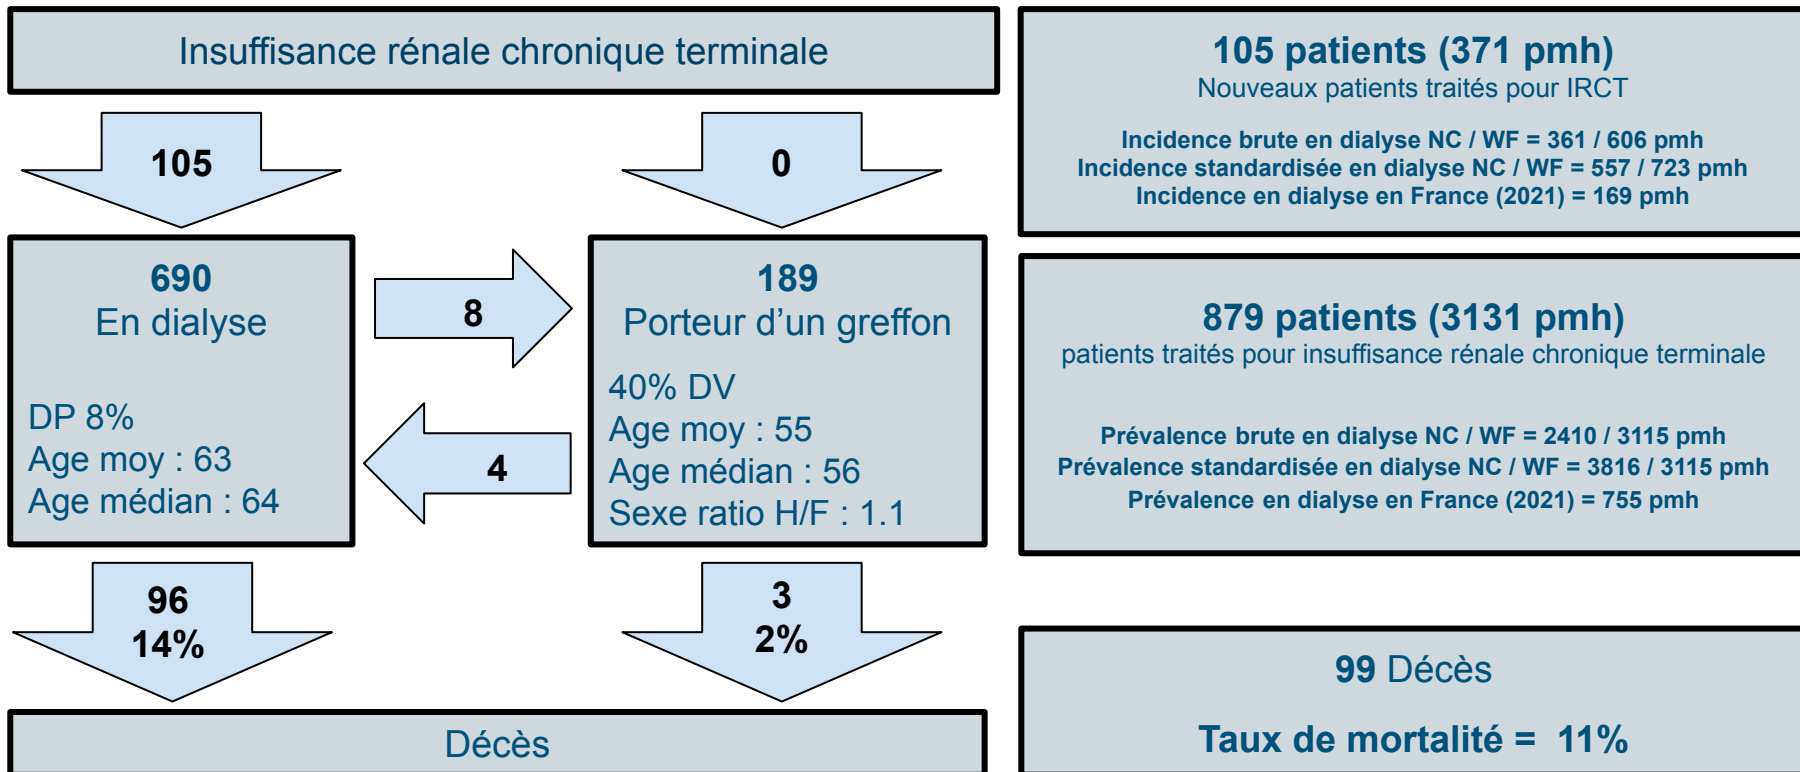 Insuffisance rénale chronique terminale
105
0
690
En dialyse
DP 8%
Age moy : 63
Age médian : 64
8
4
189
Porteur d’un greffon
40% DV
Age moy : 55
Age médian : 56
Sexe ratio H/F : 1.1
96
14%
3
2%
Décès
105 patients (371 pmh)
Nouveaux patients traités pour IRCT
Incidence brute en dialyse NC / WF = 361 / 606 pmh
Incidence standardisée en dialyse NC / WF = 557 / 723 pmh
Incidence en dialyse en France (2021) = 169 pmh
879 patients (3131 pmh)
patients traités pour insuffisance rénale chronique terminale
Prévalence brute en dialyse NC / WF = 2410 / 3115 pmh
Prévalence standardisée en dialyse NC / WF = 3816 / 3115 pmh
Prévalence en dialyse en France (2021) = 755 pmh
99 Décès
Taux de mortalité = 11%